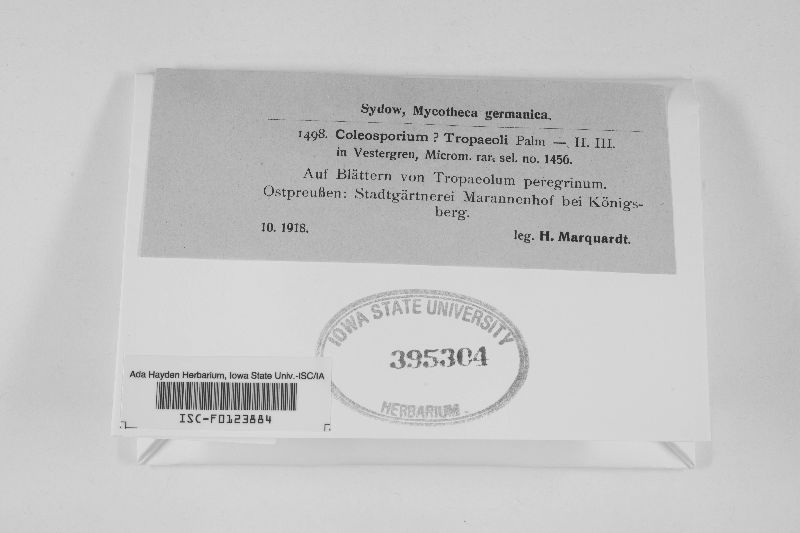 Sydow, Mycotheca germanica.
1498. Coleosporium ? Tropaeoli Palm — II. III.
in Vestergren, Microm. rar. sel. no. 1456.
Auf Blättern von Tropaeolum peregrinum.
Ostpreußen: Stadtgärtnerei Marannenhof bei Königs-
berg.
10. 1918. leg. H. Marquardt.
IOWA STATE UNIVERSITY
395304
HERBARIUM
Ada Hayden Herbarium, Iowa State Univ.-ISC/IA
ISC-F0123884